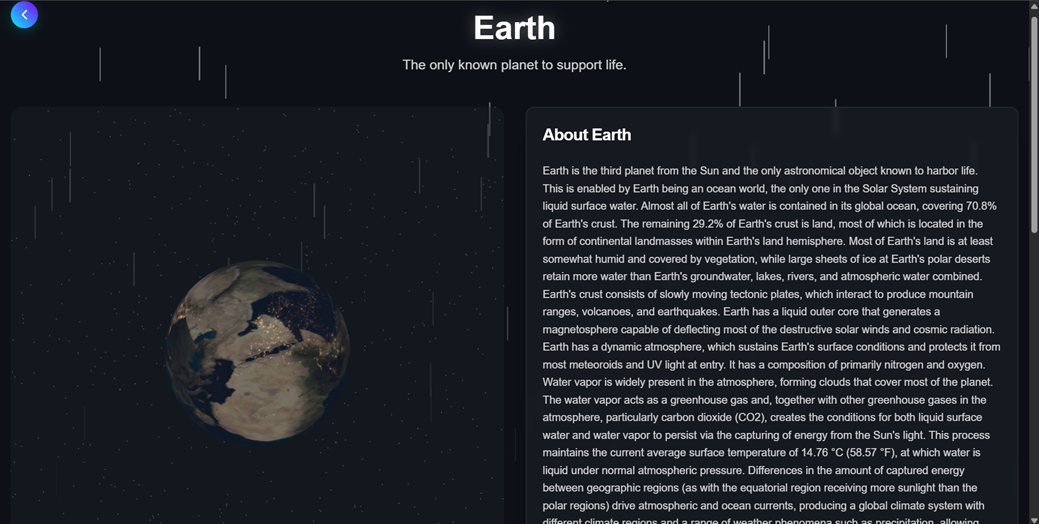 Earth
The only known planet to support life.
About Earth
Earth is the third planet from the Sun and the only astronomical object known to harbor life.
This is enabled by Earth being an ocean world, the only one in the Solar System sustaining
liquid surface water. Almost all of Earth's water is contained in its global ocean, covering 70.8%
of Earth's crust. The remaining 29.2% of Earth's crust is land, most of which is located in the
form of continental landmasses within Earth's land hemisphere. Most of Earth's land is at least
somewhat humid and covered by vegetation, while large sheets of ice at Earth's polar deserts
retain more water than Earth's groundwater, lakes, rivers, and atmospheric water combined.
Earth's crust consists of slowly moving tectonic plates, which interact to produce mountain
ranges, volcanoes, and earthquakes. Earth has a liquid outer core that generates a
magnetosphere capable of deflecting most of the destructive solar winds and cosmic radiation.
Earth has a dynamic atmosphere, which sustains Earth's surface conditions and protects it from
most meteoroids and UV light at entry. It has a composition of primarily nitrogen and oxygen.
Water vapor is widely present in the atmosphere, forming clouds that cover most of the planet.
The water vapor acts as a greenhouse gas and, together with other greenhouse gases in the
atmosphere, particularly carbon dioxide (CO2), creates the conditions for both liquid surface
water and water vapor to persist via the capturing of energy from the Sun's light. This process
maintains the current average surface temperature of 14.76 °C (58.57 °F), at which water is
liquid under normal atmospheric pressure. Differences in the amount of captured energy
between geographic regions (as with the equatorial region receiving more sunlight than the
polar regions) drive atmospheric and ocean currents, producing a global climate system with
different climate regions and a range of weather phenomena such as precipitation, allowing